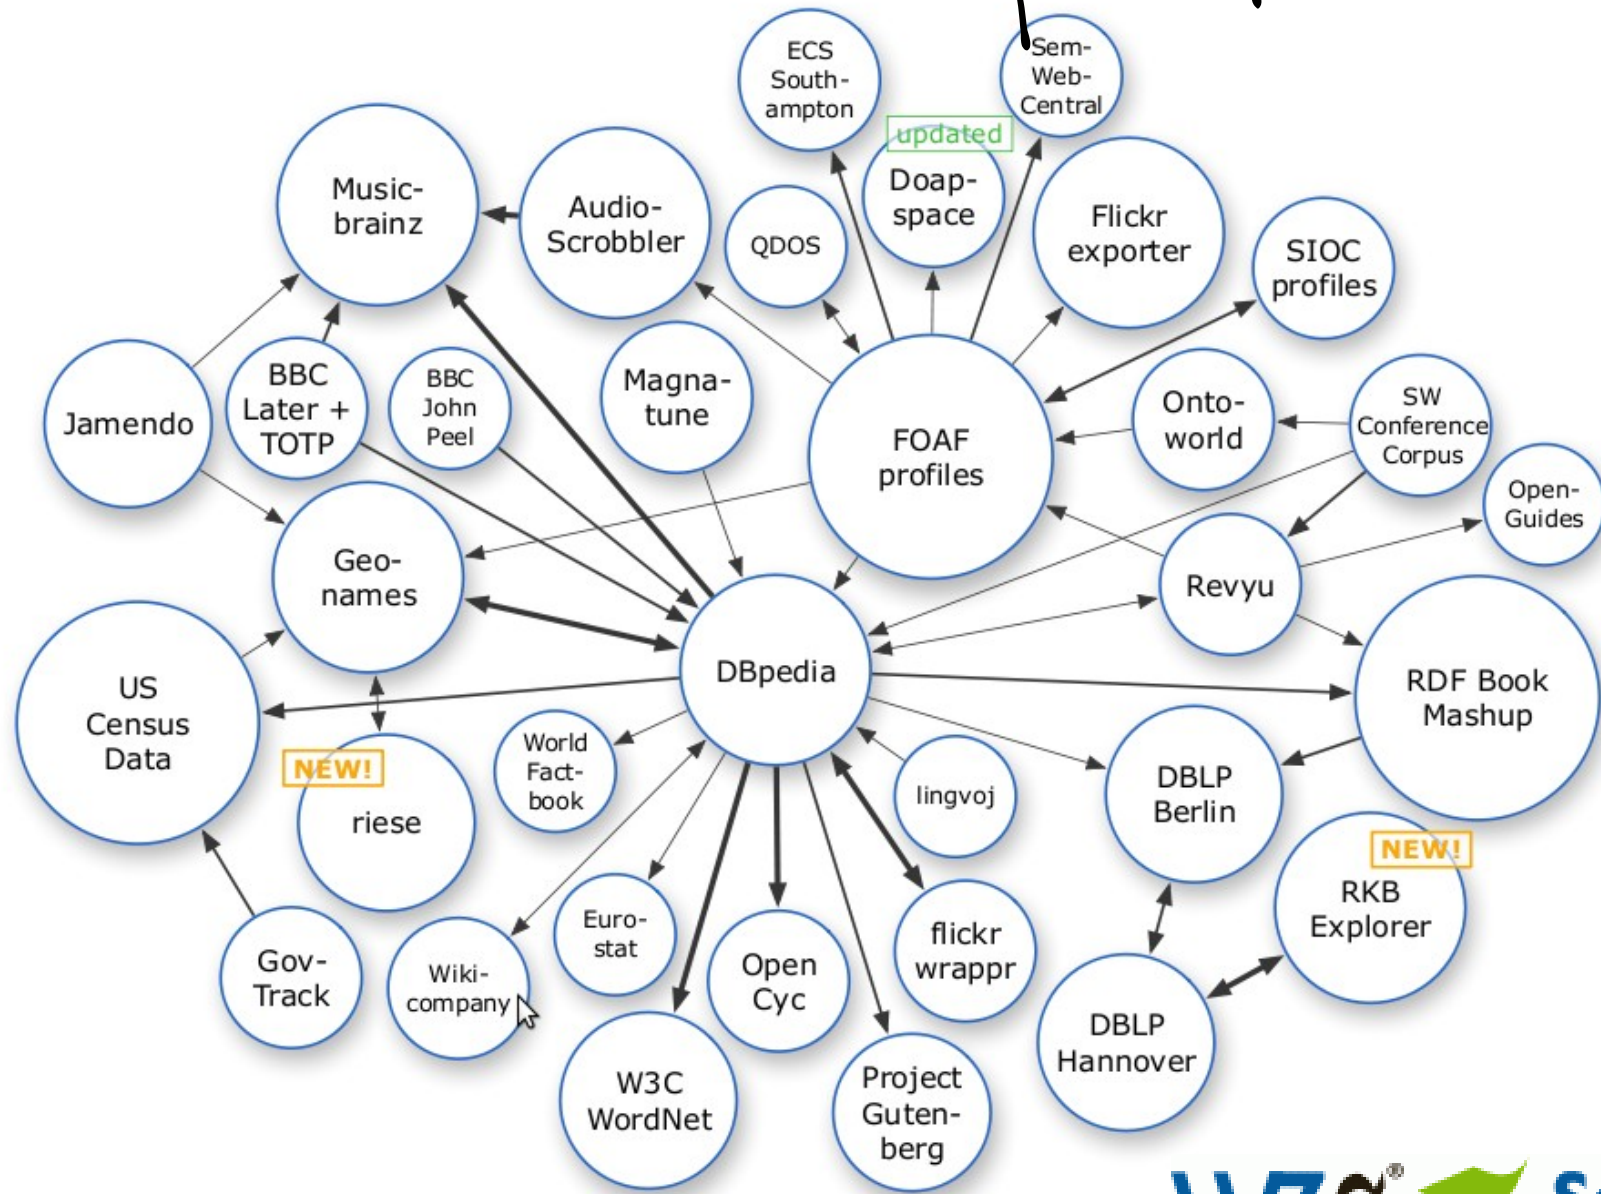 ECS
South-
ampton
Sem-
Web-
Central
updated
Doap-
space
Music-
brainz
Audio-
Scrobbler
QDOS
Flickr
exporter
SIOC
profiles
Jamendo
BBC
Later +
TOTP
BBC
John
Peel
Magna-
tune
FOAF
profiles
Onto-
world
SW
Conference
Corpus
Open-
Guides
Geo-
names
Revyu
US
Census
Data
DBpedia
RDF Book
Mashup
NEW!
riese
World
Fact-
book
lingvoj
DBLP
Berlin
NEW!
RKB
Explorer
Gov-
Track
Wiki-
company
Euro-
stat
Open
Cyc
flickr
wrappr
DBLP
Hannover
W3C
WordNet
Project
Guten-
berg